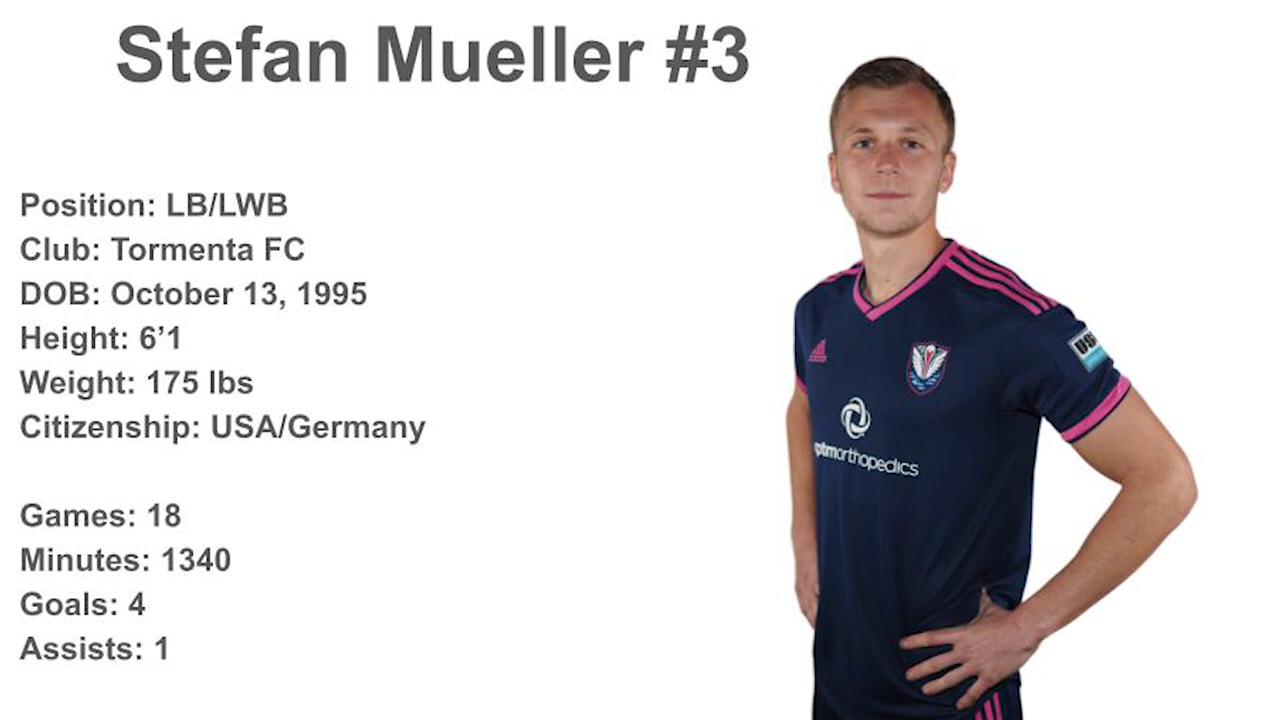 Stefan Mueller #3
Position: LB/LWB
Club: Tormenta FC
DOB: October 13, 1995
Height: 6’1
Weight: 175 lbs
Citizenship: USA/Germany
Games: 18
Minutes: 1340
Goals: 4
Assists: 1